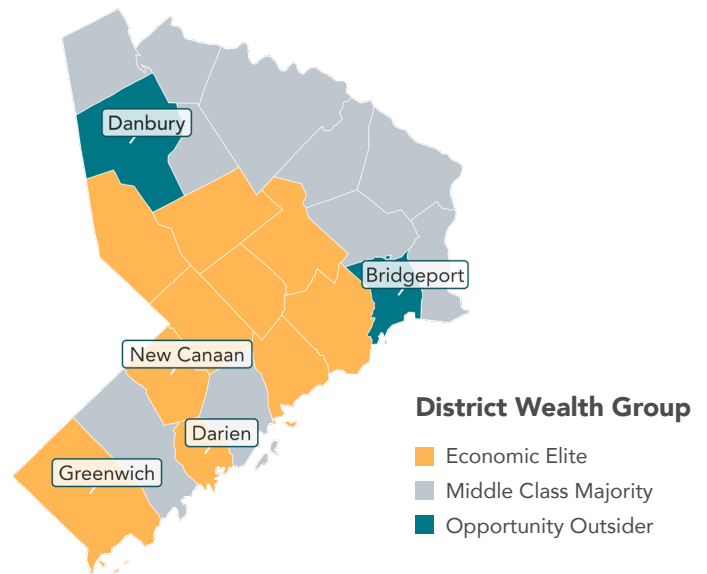 Danbury
Bridgeport
New Canaan
Darien
Greenwich
District Wealth Group
Economic Elite
Middle Class Majority
Opportunity Outsider